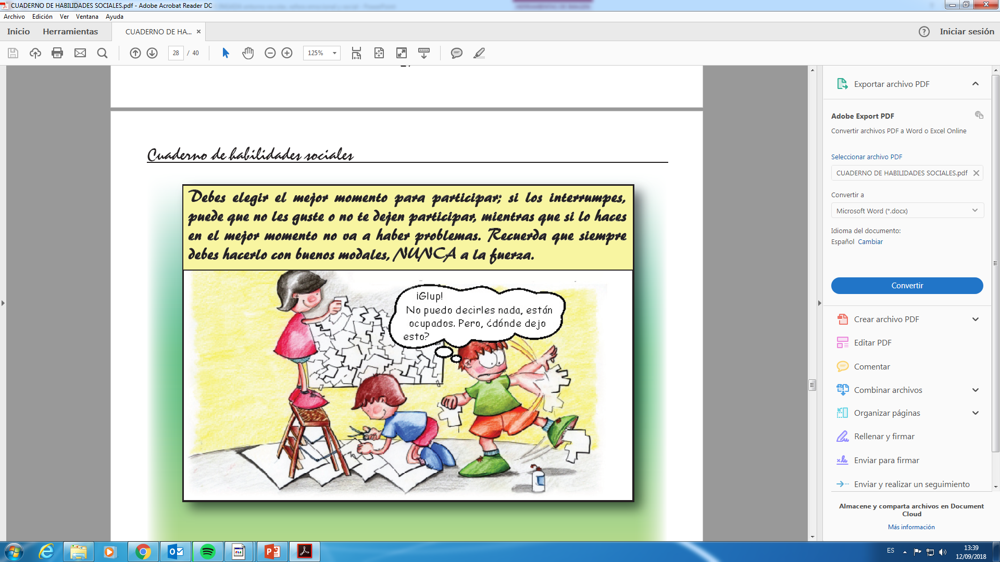 CUADERNO DE HABILIDADES SOCIALES.pdf - Adobe Acrobat Reader DC
Archivo Edición Ver Ventana Ayuda
Inicio Herramientas CUADERNO DE HA... Iniciar sesión
28 / 40 125%
Cuaderno de habilidades sociales
Debes elegir el mejor momento para participar; si los interrumpes,
puede que no les guste o no te dejen participar, mientras que si lo haces
en el mejor momento no va a haber problemas. Recuerda que siempre
debes hacerlo con buenos modales, NUNCA a la fuerza.
¡Glup!
No puedo decirles nada, están
ocupados. Pero, ¿dónde dejo
esto?
Exportar archivo PDF
Adobe Export PDF
Convertir archivos PDF a Word o Excel Online
Seleccionar archivo PDF
CUADERNO DE HABILIDADES SOCIALES.pdf
Convertir a
Microsoft Word (*.docx)
Idioma del documento:
Español Cambiar
Convertir
Crear archivo PDF
Editar PDF
Comentar
Combinar archivos
Organizar páginas
Rellenar y firmar
Enviar para firmar
Enviar y realizar un seguimiento
Almacene y comparta archivos en Document
Cloud
Más información
ES 13:39
12/09/2018